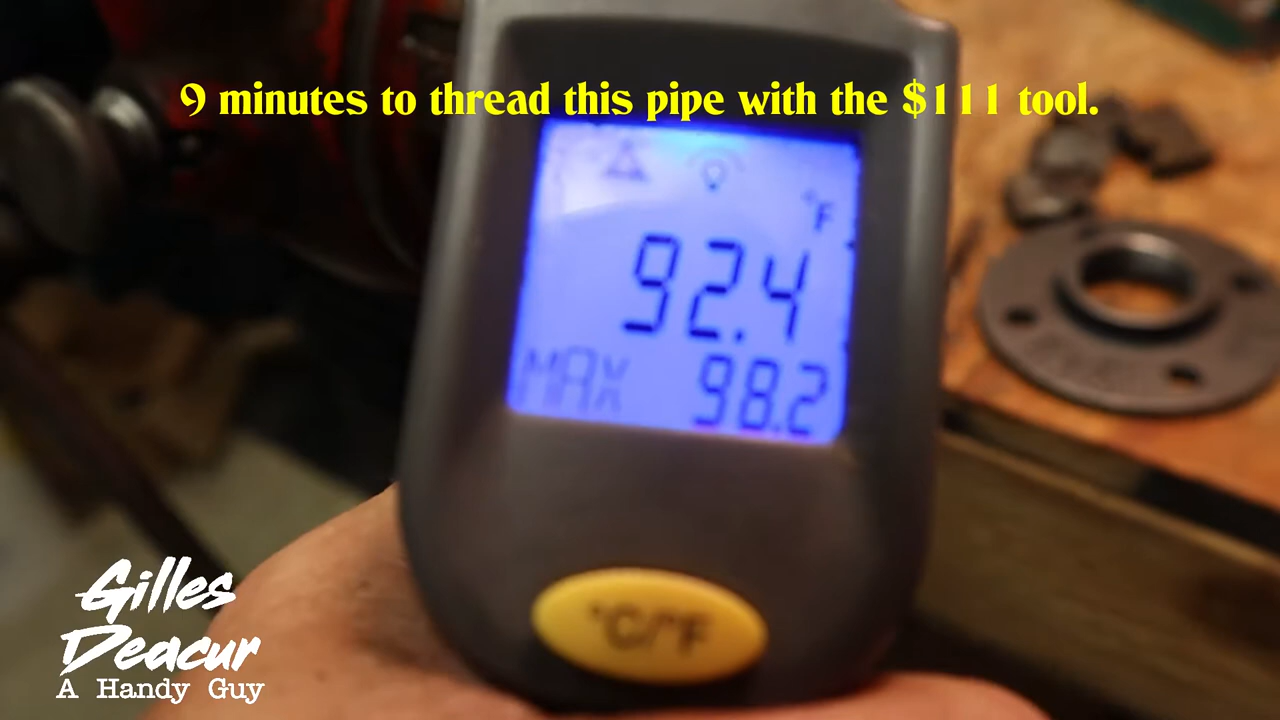 9 minutes to thread this pipe with the $111 tool.
°F
92.4
MAX 98.2
°C/°F
Gilles
Deacur
A Handy Guy